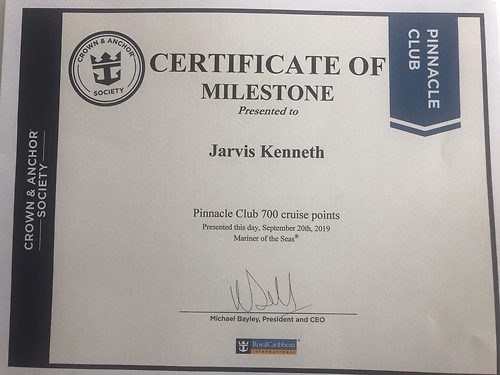 CROWN & ANCHOR
SOCIETY
CERTIFICATE OF
MILESTONE
Presented to
PINNACLE
CLUB
Jarvis Kenneth
CROWN & ANCHOR®
SOCIETY
Pinnacle Club 700 cruise points
Presented this day, September 20th, 2019
Mariner of the Seas®
Michael Bayley, President and CEO
RoyalCaribbean
INTERNATIONAL